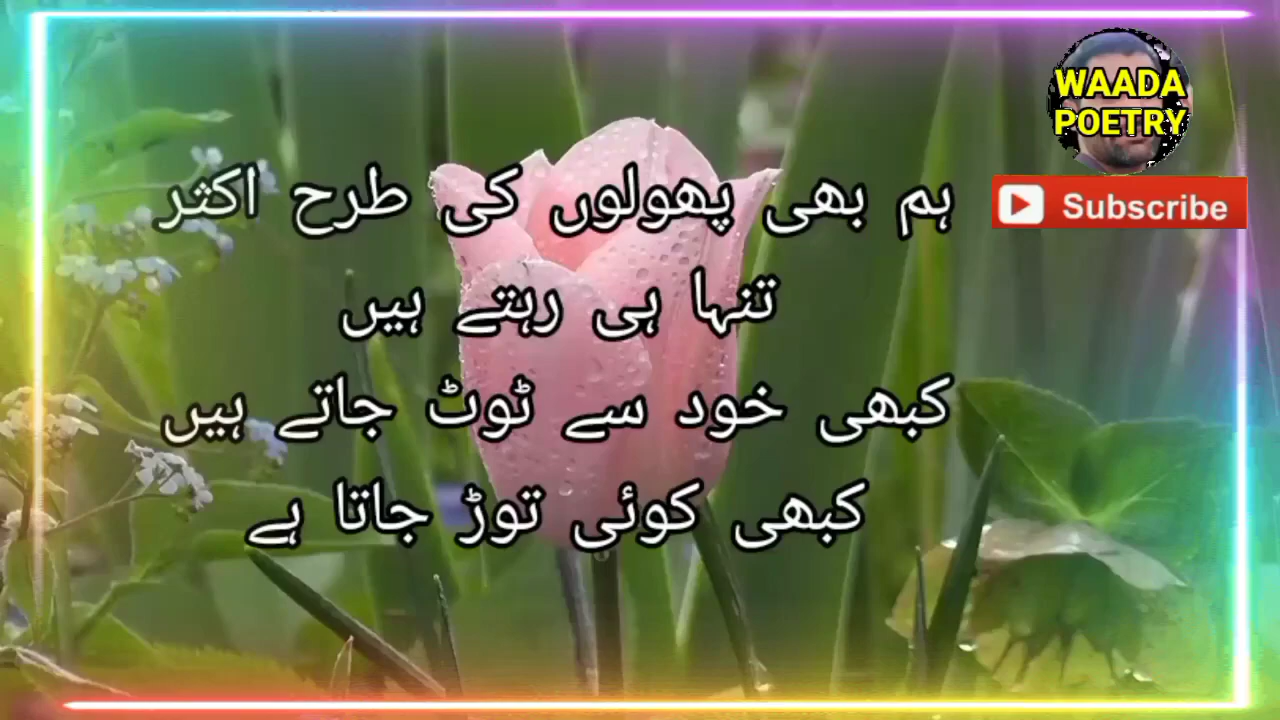 WAADA
POETRY
Subscribe
ہم بھی پھولوں کی طرح اکثر
تنہا ہی رہتے ہیں
کبھی خود سے ٹوٹ جاتے ہیں
کبھی کوئی توڑ جاتا ہے